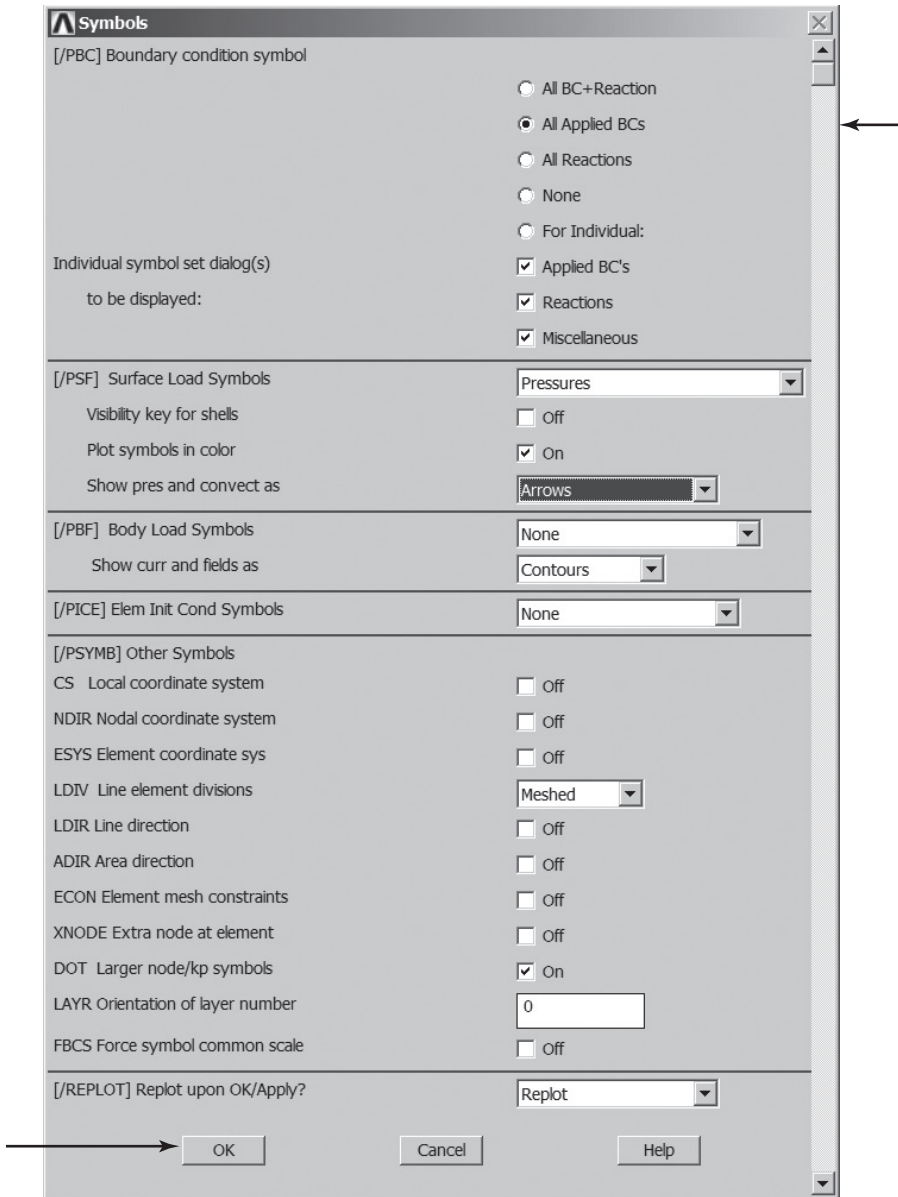 Symbols
[/PBC] Boundary condition symbol
All BC+Reaction
All Applied BCs
All Reactions
None
For Individual:
Individual symbol set dialog(s) Applied BC's
to be displayed: Reactions
Miscellaneous
[/PSF] Surface Load Symbols Pressures
Visibility key for shells Off
Plot symbols in color On
Show pres and convect as Arrows
[/PBF] Body Load Symbols None
Show curr and fields as Contours
[/PICE] Elem Init Cond Symbols None
[/PSYMB] Other Symbols
CS Local coordinate system Off
NDIR Nodal coordinate system Off
ESYS Element coordinate sys Off
LDIV Line element divisions Meshed
LDIR Line direction Off
ADIR Area direction Off
ECON Element mesh constraints Off
XNODE Extra node at element Off
DOT Larger node/kp symbols On
LAYR Orientation of layer number 0
FBCS Force symbol common scale Off
[/REPLOT] Replot upon OK/Apply? Replot
OK Cancel Help